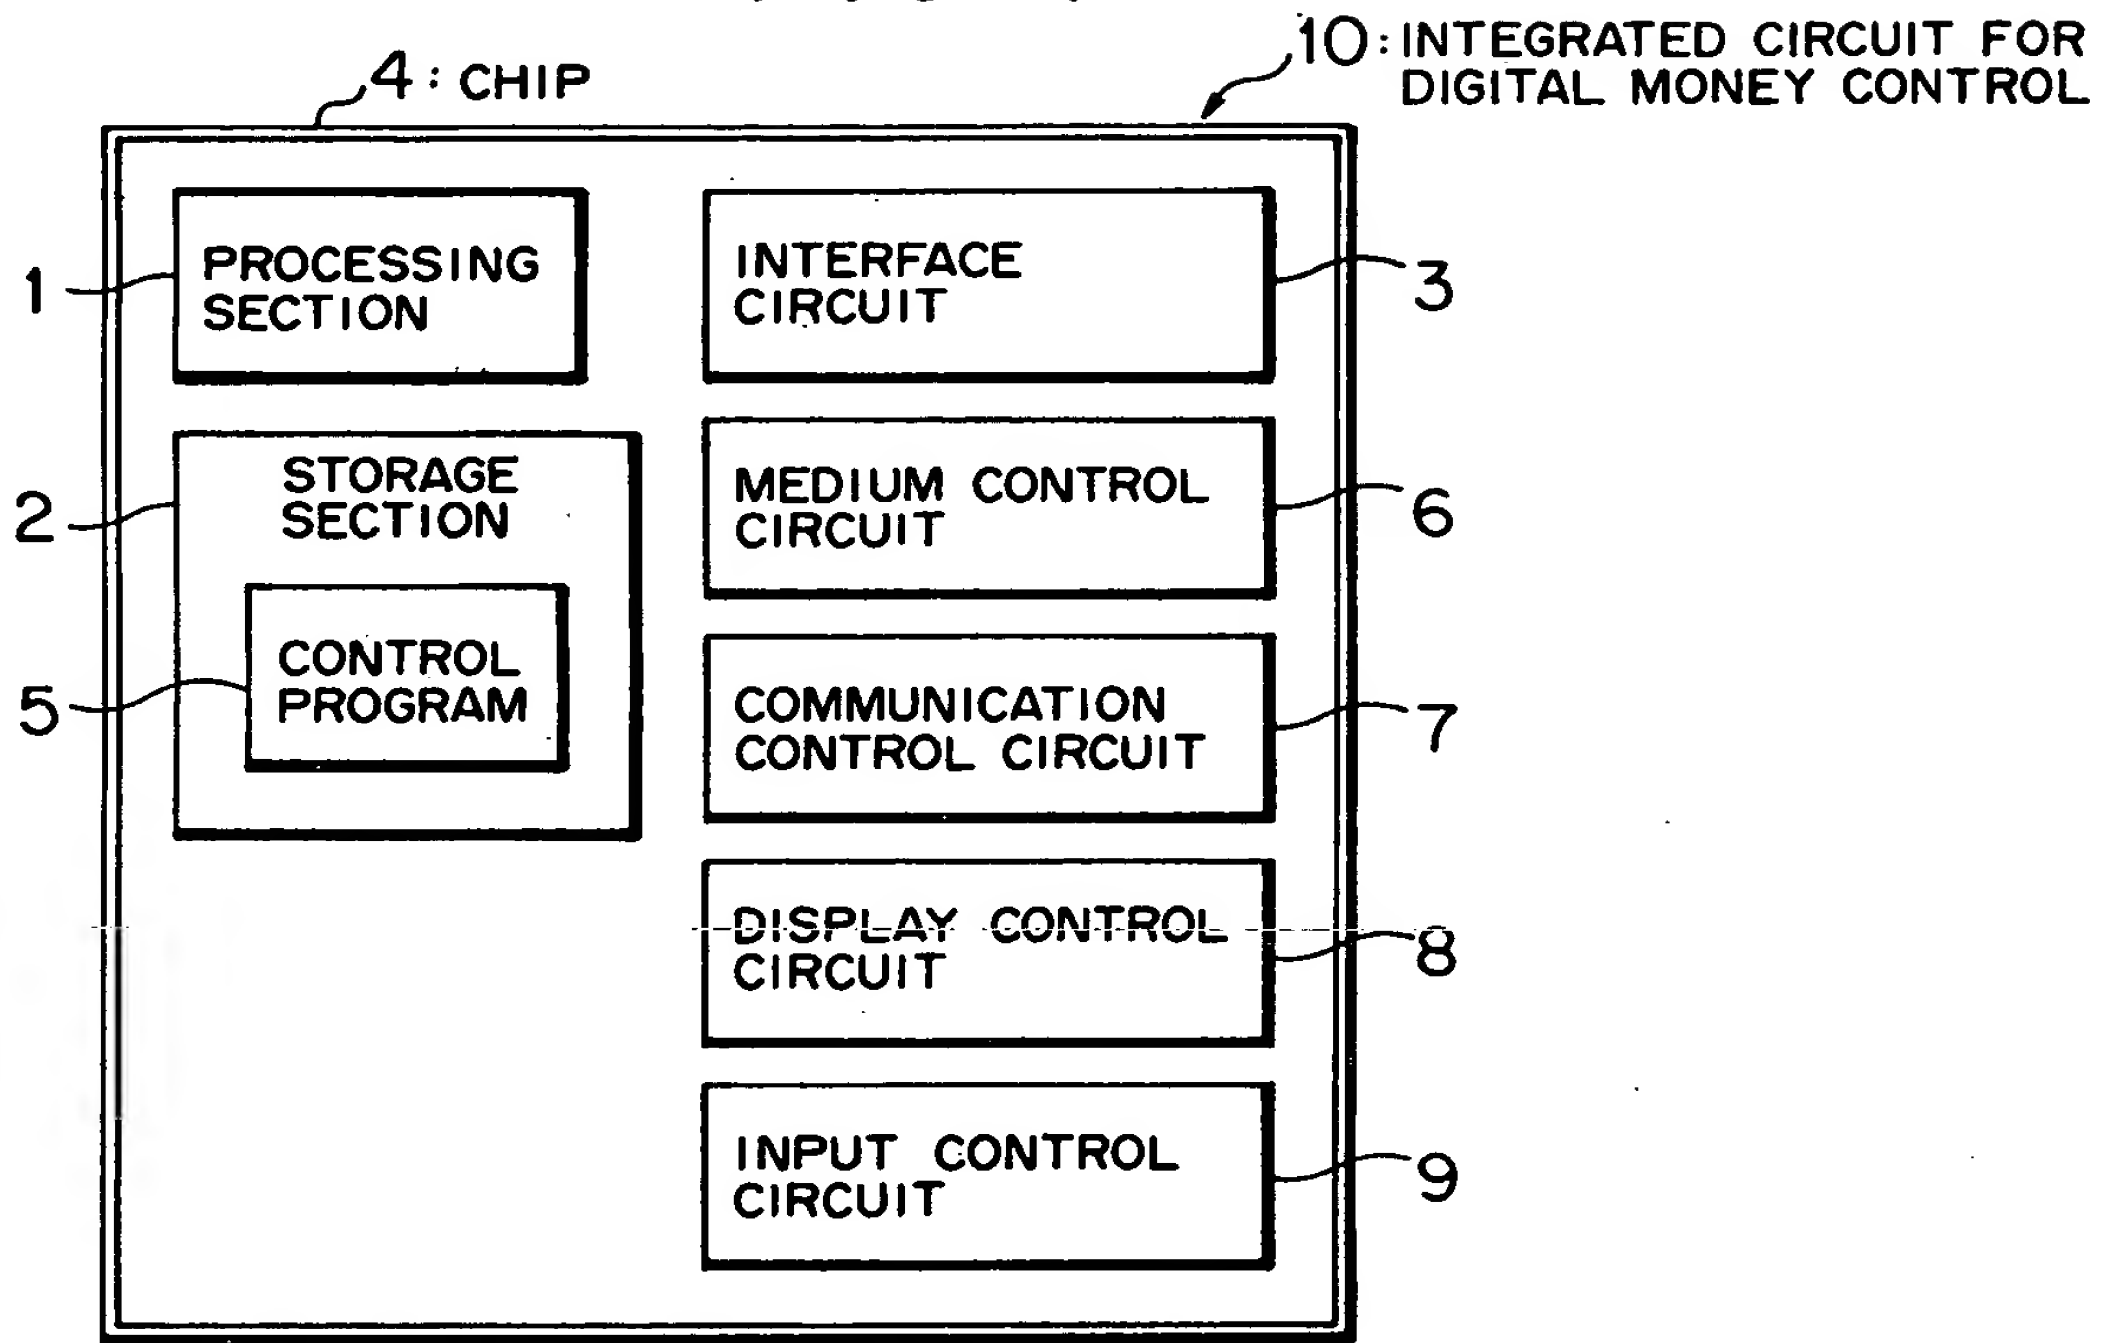 4: CHIP
10: INTEGRATED CIRCUIT FOR
DIGITAL MONEY CONTROL
1
PROCESSING
SECTION
INTERFACE
CIRCUIT
3
2
STORAGE
SECTION
MEDIUM CONTROL
CIRCUIT
6
5
CONTROL
PROGRAM
COMMUNICATION
CONTROL CIRCUIT
7
DISPLAY CONTROL
CIRCUIT
8
INPUT CONTROL
CIRCUIT
9